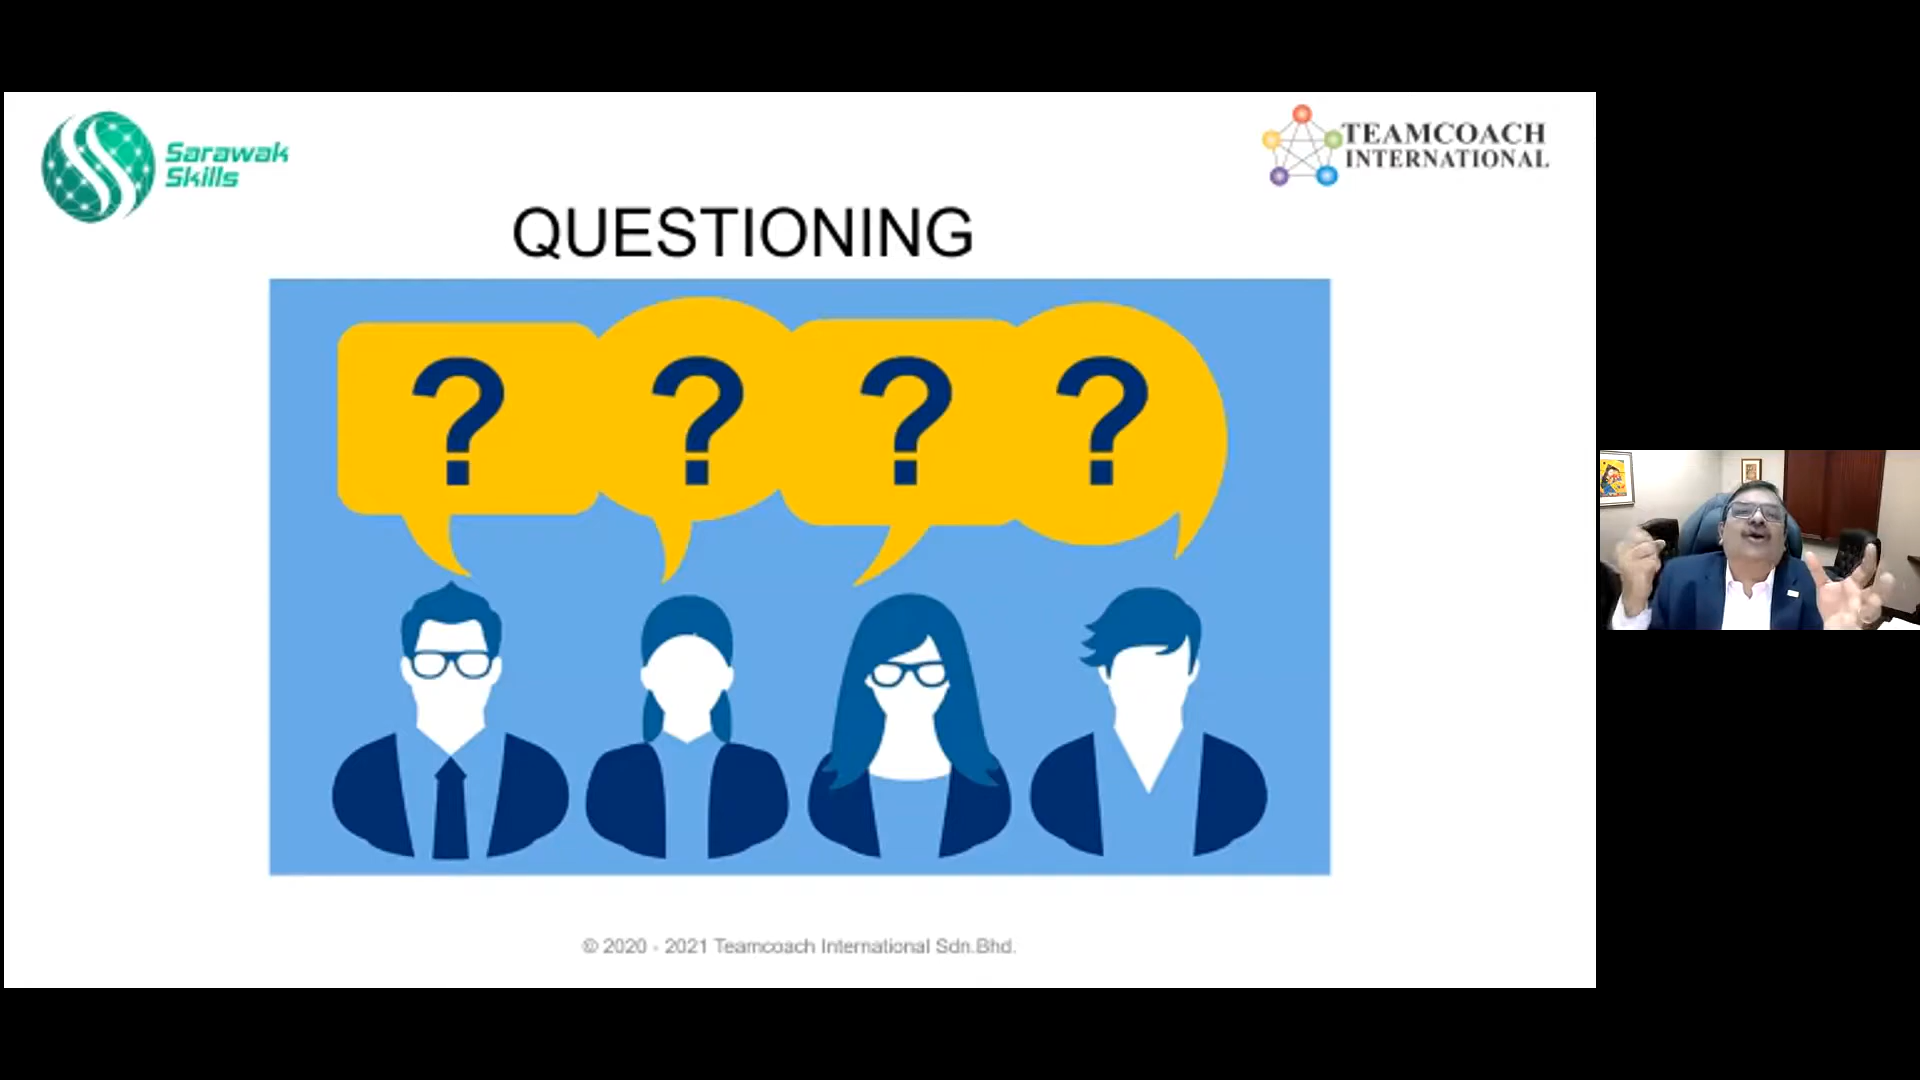 Sarawak
Skills
TEAMCOACH
INTERNATIONAL
QUESTIONING
? ? ? ?
© 2020 - 2021 Teamcoach International Sdn.Bhd.